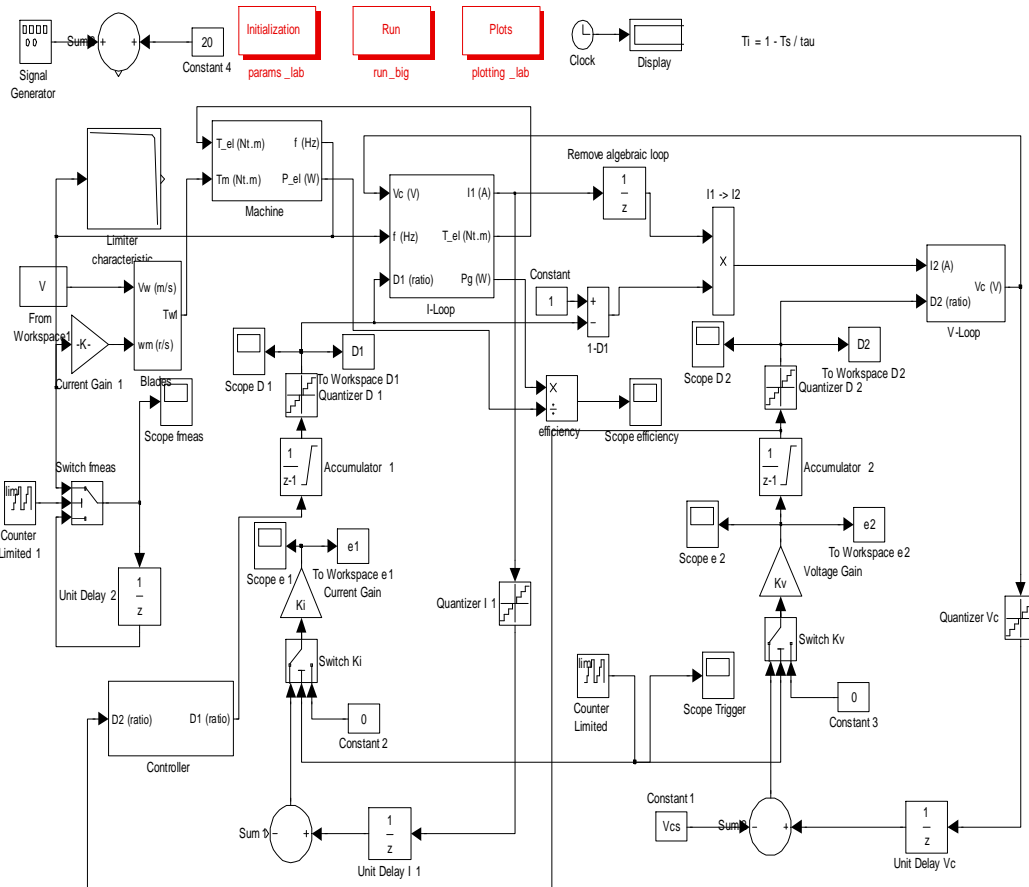 Signal
Generator
Sum
+
+
20
Constant 4
Initialization
params _lab
Run
run_big
Plots
plotting _lab
Clock
Display
Ti = 1 - Ts / tau
Limiter
characteristic
T_el (Nt.m)
Tm (Nt.m)
f (Hz)
P_el (W)
Machine
Vc (V)
f (Hz)
D1 (ratio)
I1 (A)
T_el (Nt.m)
Pg (W)
I-Loop
Remove algebraic loop
1
z
I1 -> I2
X
Constant
1
+
−
1-D1
I2 (A)
D2 (ratio)
Vc (V)
V-Loop
V
From
Workspace1
Vw (m/s)
wm (r/s)
Twl
Blades
-K-
Current Gain 1
Scope fmeas
Scope D 1
D1
To Workspace D1
Quantizer D 1
X
÷
efficiency
Scope efficiency
Scope D 2
D2
To Workspace D2
Quantizer D 2
1
z-1
Accumulator 1
1
z-1
Accumulator 2
Switch fmeas
lim
Counter
Limited 1
1
z
Unit Delay 2
Scope e 1
e1
To Workspace e1
Current Gain
Ki
Quantizer I 1
Scope e 2
e2
To Workspace e2
Voltage Gain
Kv
Quantizer Vc
Switch Ki
0
Constant 2
lim
Counter
Limited
Scope Trigger
Switch Kv
0
Constant 3
D2 (ratio)
D1 (ratio)
Controller
Sum 1
−
+
1
z
Unit Delay I 1
Constant 1
Vcs
Sum
−
+
1
z
Unit Delay Vc